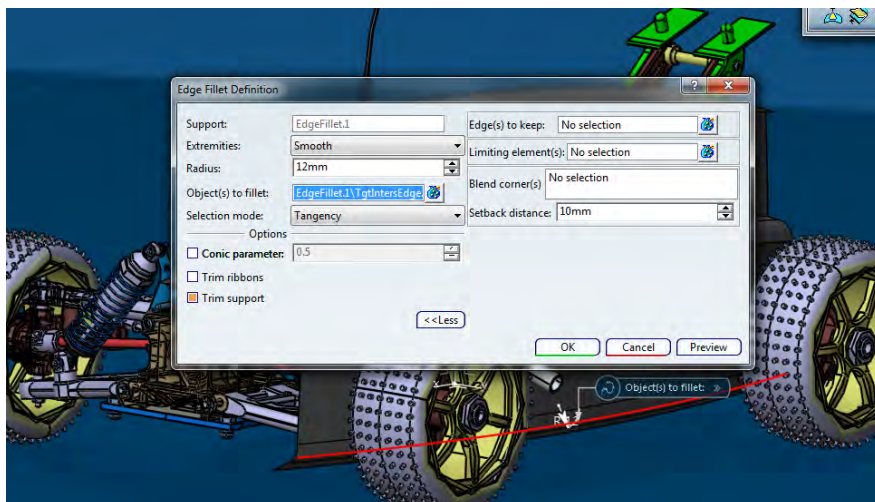 Edge Fillet Definition
Support: EdgeFillet.1
Extremities: Smooth
Radius: 12mm
Object(s) to fillet: EdgeFillet.1\TgtIntersEdge
Selection mode: Tangency
Options
Conic parameter: 0.5
Trim ribbons
Trim support
<<Less
Edge(s) to keep: No selection
Limiting element(s): No selection
Blend corner(s) No selection
Setback distance: 10mm
OK Cancel Preview
Object(s) to fillet: »